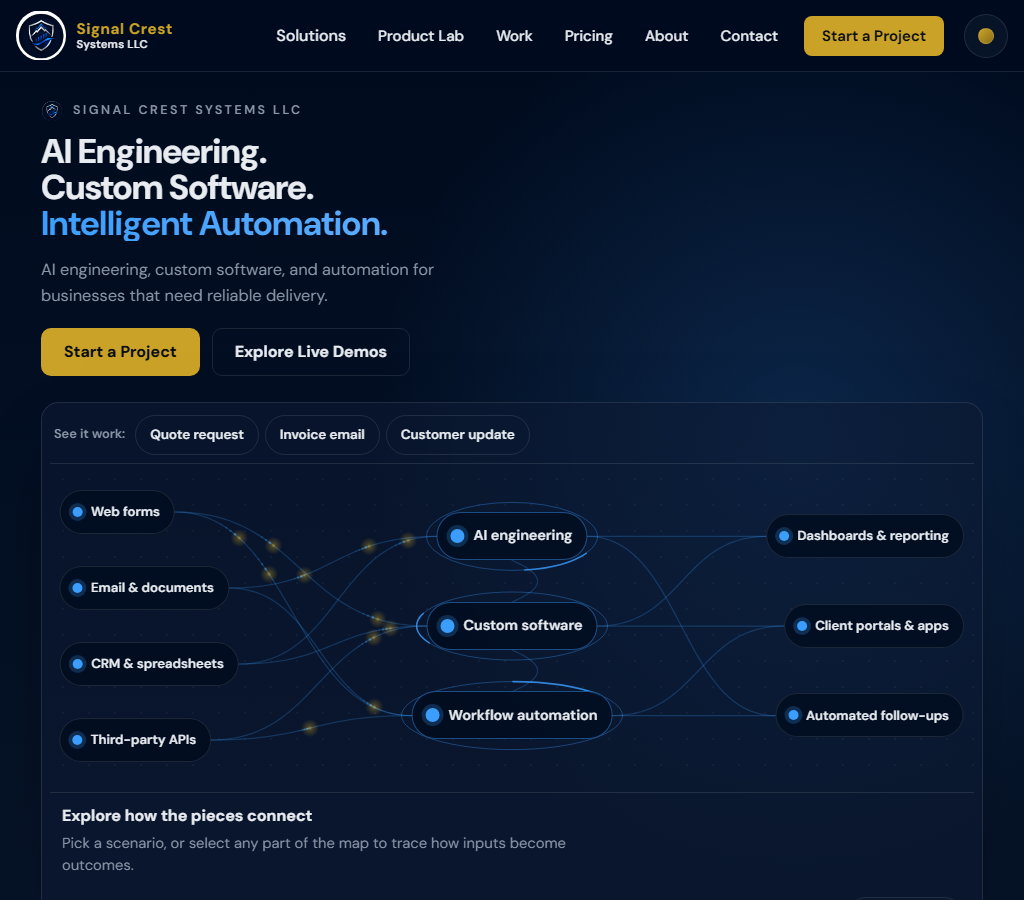 Signal Crest
Systems LLC
Solutions
Product Lab
Work
Pricing
About
Contact
Start a Project
SIGNAL CREST SYSTEMS LLC
AI Engineering.
Custom Software.
Intelligent Automation.
AI engineering, custom software, and automation for
businesses that need reliable delivery.
Start a Project
Explore Live Demos
See it work:
Quote request
Invoice email
Customer update
Web forms
Email & documents
CRM & spreadsheets
Third-party APIs
AI engineering
Custom software
Workflow automation
Dashboards & reporting
Client portals & apps
Automated follow-ups
Explore how the pieces connect
Pick a scenario, or select any part of the map to trace how inputs become
outcomes.